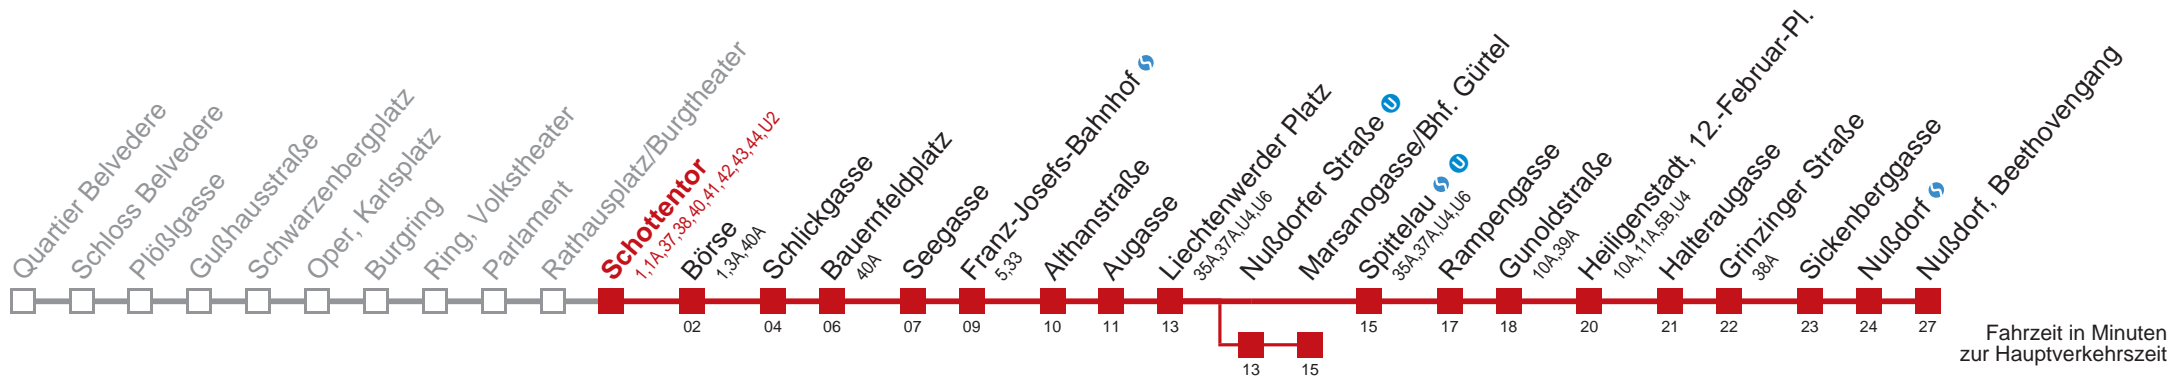 Quartier Belvedere
Schloss Belvedere
Plößlgasse
Gußhausstraße
Schwarzenbergplatz
Oper, Karlsplatz
Burgring
Ring, Volkstheater
Parlament
Rathausplatz/Burgtheater
Schottentor
1,1A,37,38,40,41,42,43,44,U2
Börse
1,3A,40A
Schlickgasse
Bauernfeldplatz
40A
Seegasse
Franz-Josefs-Bahnhof S
5,33
Althanstraße
Augasse
Liechtenwerder Platz
35A,37A,U4,U6
Nußdorfer Straße U
Marsanogasse/Bhf. Gürtel
Spittelau S U
35A,37A,U4,U6
Rampengasse
Gunoldstraße
10A,39A
Heiligenstadt, 12.-Februar-Pl.
10A,11A,5B,U4
Halteraugasse
Grinzinger Straße
38A
Sickenberggasse
Nußdorf S
Nußdorf, Beethovengang
02 04 06 07 09 10 11 13 15 17 18 20 21 22 23 24 27
13 15
Fahrzeit in Minuten
zur Hauptverkehrszeit